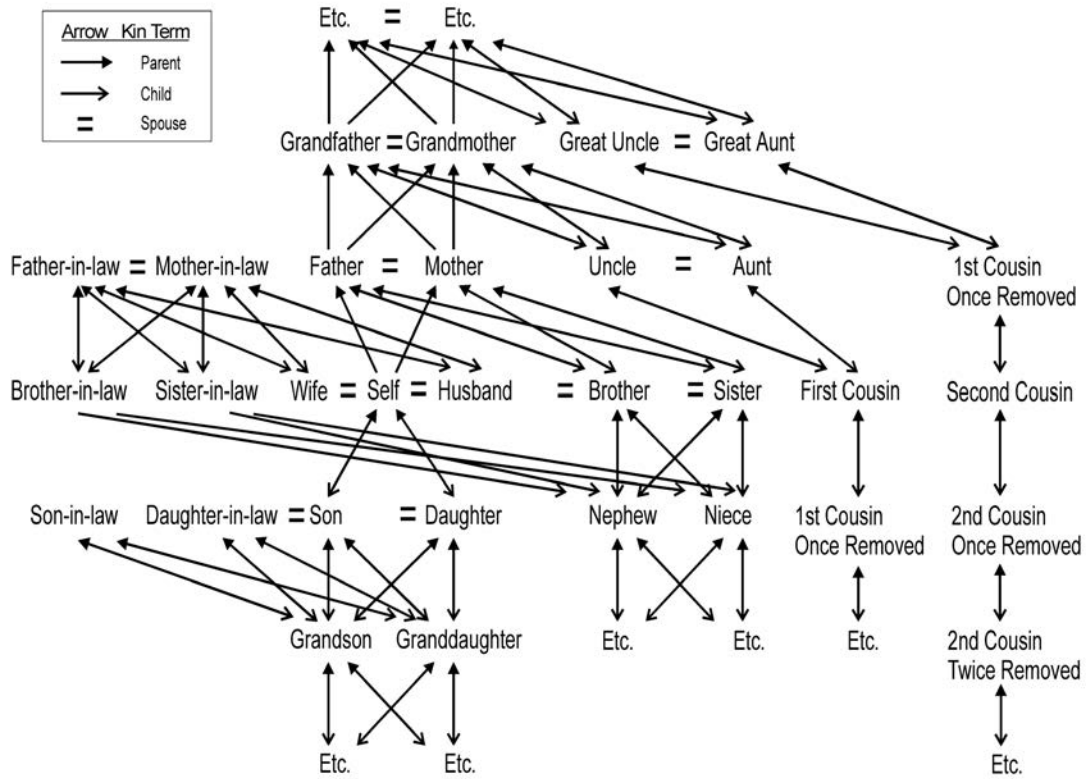 Arrow Kin Term
Parent
Child
= Spouse
Etc. = Etc.
Grandfather = Grandmother Great Uncle = Great Aunt
Father-in-law = Mother-in-law Father = Mother Uncle = Aunt 1st Cousin
Once Removed
Brother-in-law Sister-in-law Wife = Self = Husband = Brother = Sister First Cousin Second Cousin
Son-in-law Daughter-in-law = Son = Daughter Nephew Niece 1st Cousin 2nd Cousin
Once Removed Once Removed
Grandson Granddaughter Etc. Etc. Etc. 2nd Cousin
Twice Removed
Etc. Etc. Etc.